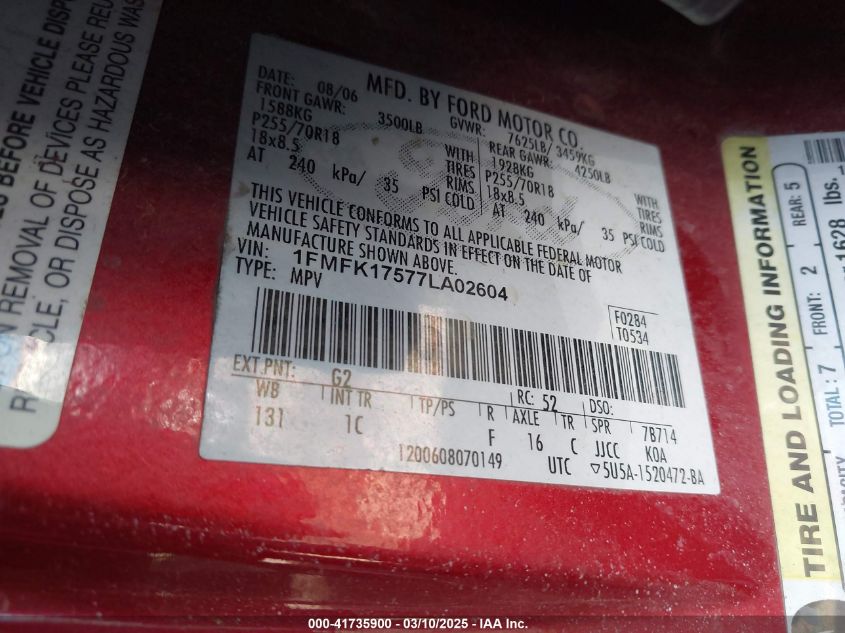 ES BEFORE VEHICLE DISPOSAL
REMOVAL OF DEVICES PLEASE REU
LE, OR DISPOSE AS HAZARDOUS WAS
MFD. BY FORD MOTOR CO.
DATE: 08/06 GVWR: 7625LB/ 3459KG
FRONT GAWR: 3500LB REAR GAWR: 4250LB
1588KG WITH 1928KG WITH
P255/70R18 TIRES P255/70R18 TIRES
18x8.5 RIMS 18x8.5 RIMS
AT 240 kPa/ 35 PSI COLD AT 240 kPa/ 35 PSI COLD
THIS VEHICLE CONFORMS TO ALL APPLICABLE FEDERAL MOTOR
VEHICLE SAFETY STANDARDS IN EFFECT ON THE DATE OF
MANUFACTURE SHOWN ABOVE.
VIN: 1FMFK17577LA02604
TYPE: MPV
F0284
T0534
EXT PNT: G2 RC: 52 DSO:
WB INT TR TP/PS R AXLE TR SPR 7B714
131 1C F 16 C JJCC KOA
1200608070149 UTC ▽5U5A-1520472-BA
TIRE AND LOADING INFORMATION
TOTAL: 7 FRONT: 2 REAR: 5
1628 lbs.
000-41735900 - 03/10/2025 - IAA Inc.